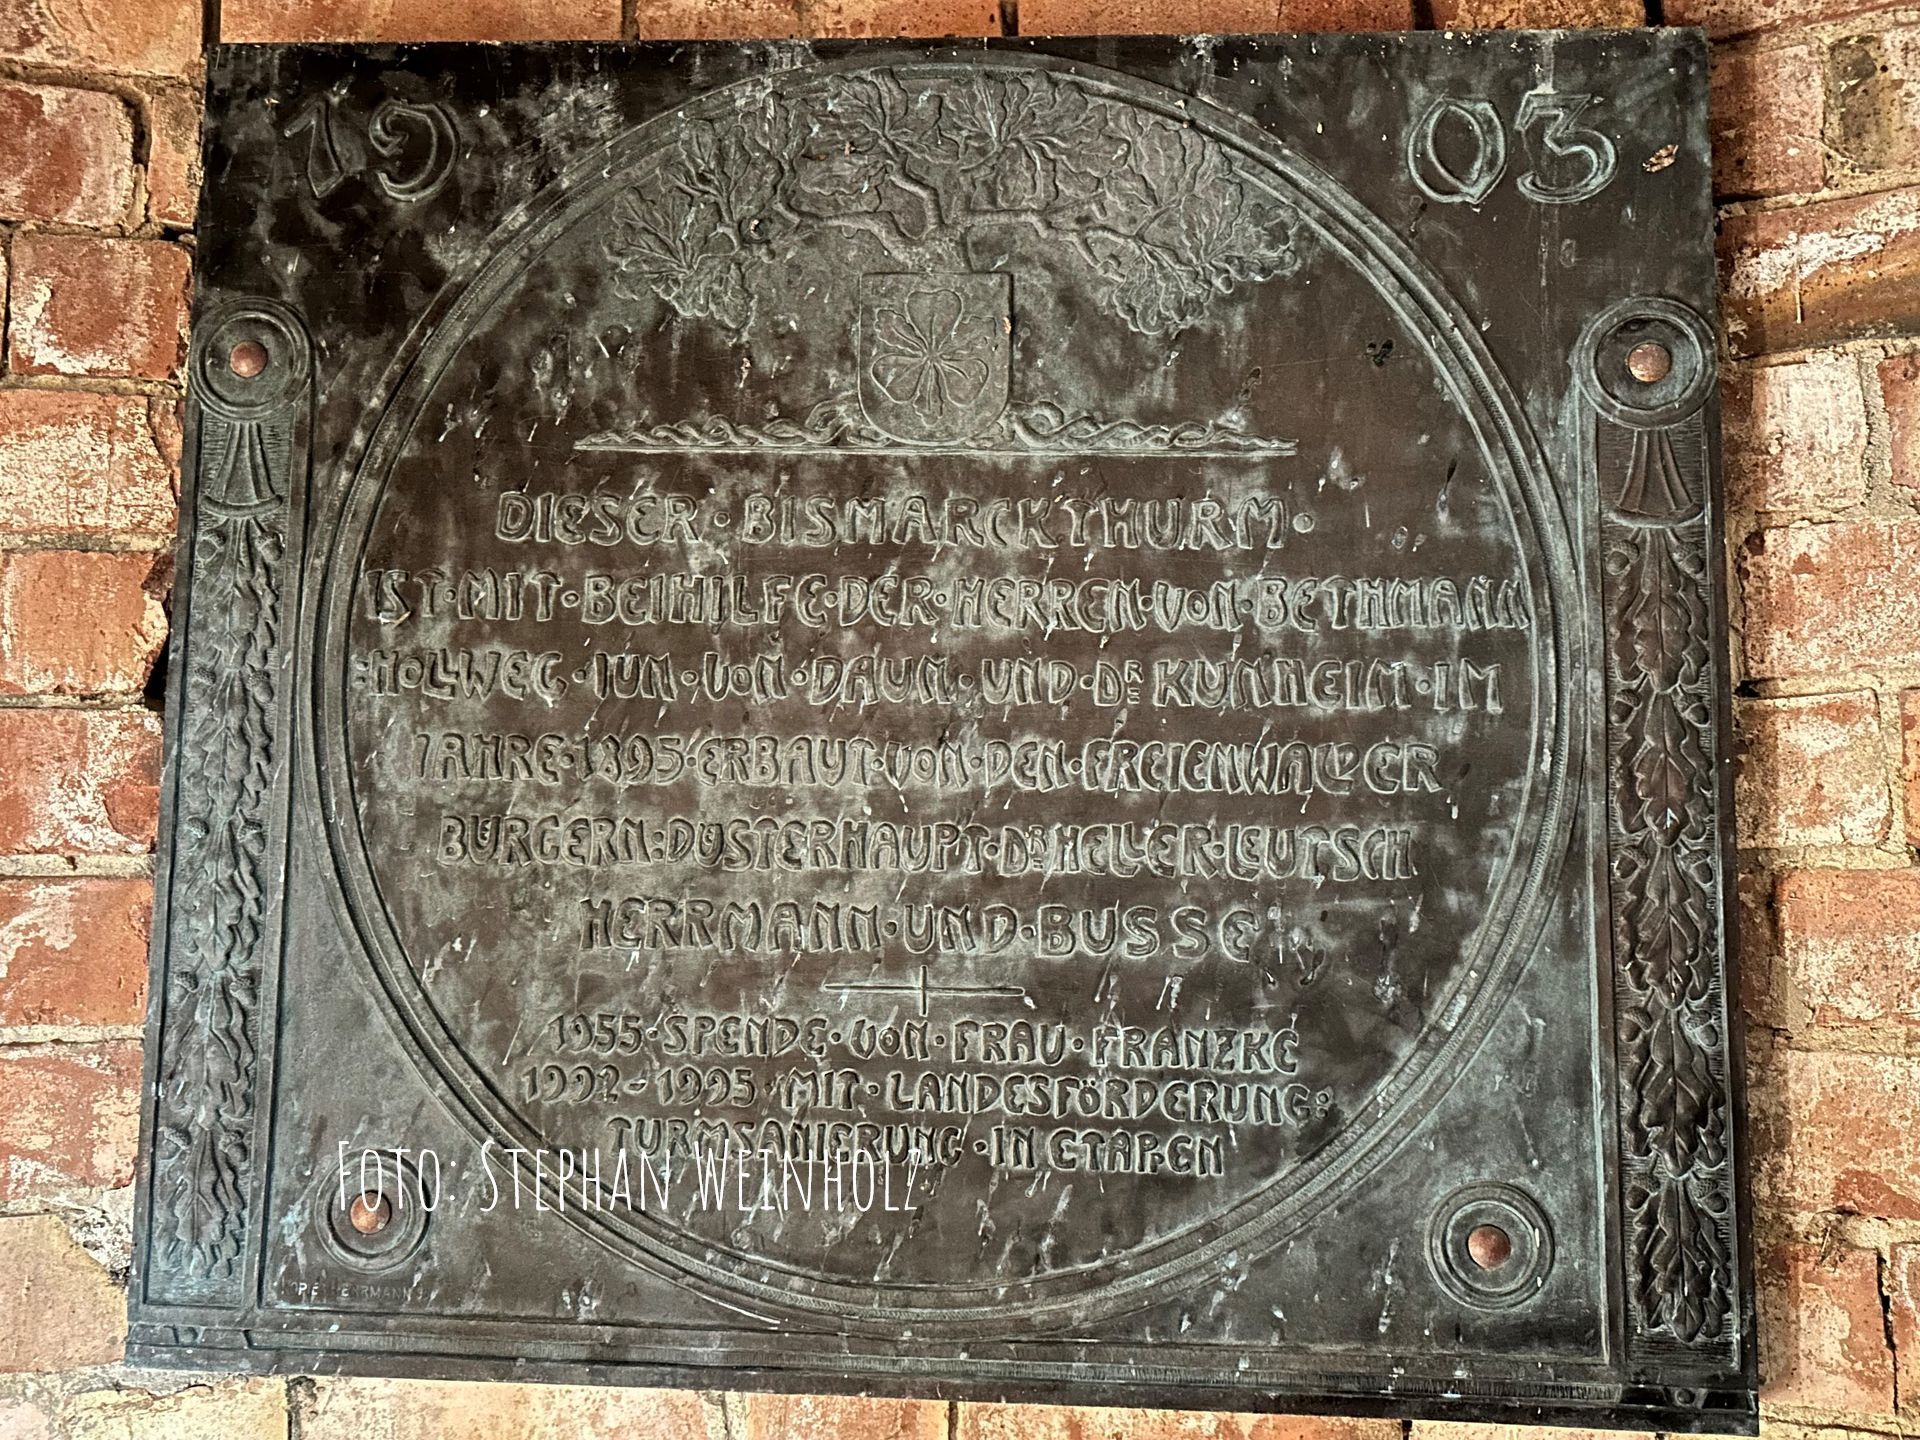 19 03
DIESER · BISMARCKTHURM ·
IST · MIT · BEIHILFE · DER · HERREN · VON · BETHMANN
HOLLWEG · IUN · VON · DAUM · UND · DR KUNHEIM · IM
JAHRE · 1895 · ERBAUT · VON · DEN · FREIENWALDER
BÜRGERN : DÜSTERHAUPT · DR HELLER · LEUTSCH
HERRMANN · UND · BUSSE
1955 · SPENDE · VON · FRAU · FRANZKE
1992 - 1995 · MIT · LANDESFÖRDERUNG:
TURMSANIERUNG · IN ETAPPEN
Foto: Stephan Weinholz
HERRMANN